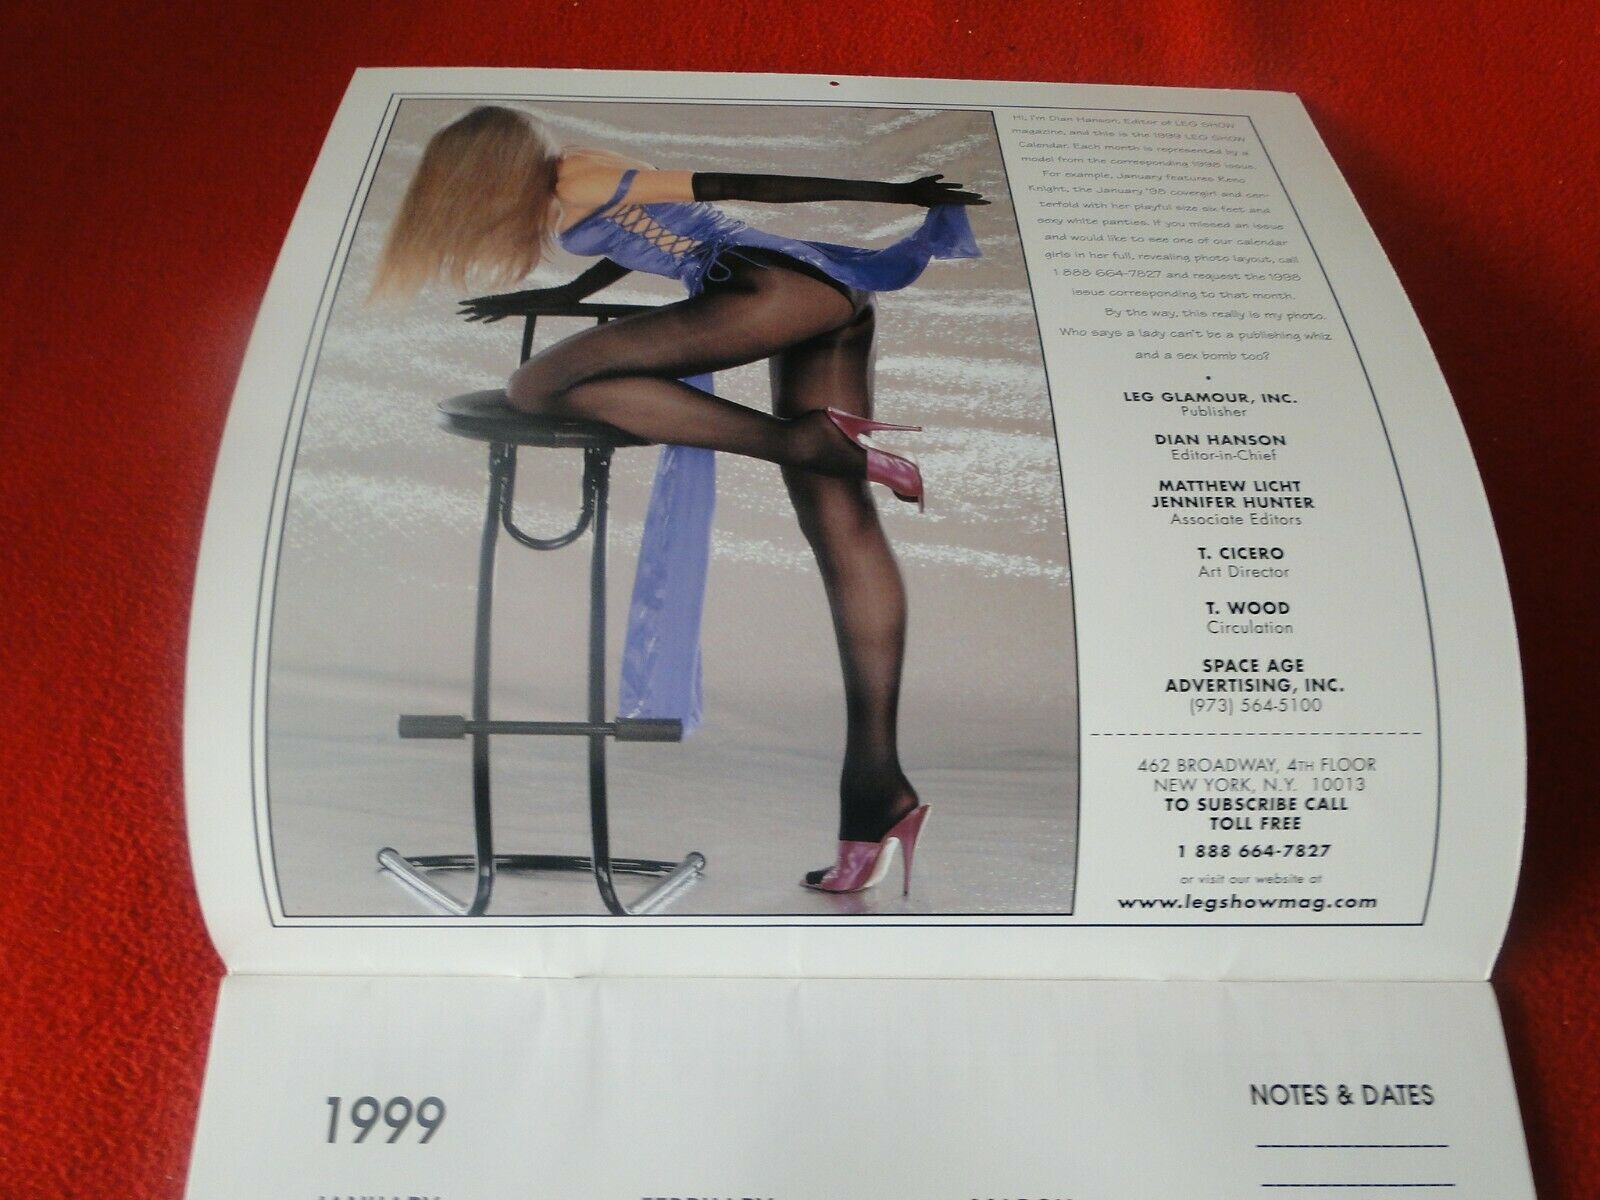 Hi, I'm Dian Hanson, Editor of LEG SHOW
magazine, and this is the 1999 LEG SHOW
Calendar. Each month is represented by a
model from the corresponding 1998 issue.
For example, January features Reno
Knight, the January '98 covergirl and cen-
terfold with her playful size six feet and
sexy white panties. If you missed an issue
and would like to see one of our calendar
girls in her full, revealing photo layout, call
1 888 664-7827 and request the 1998
issue corresponding to that month.
By the way, this really is my photo.
Who says a lady can't be a publishing whiz
and a sex bomb too?
•
LEG GLAMOUR, INC.
Publisher
DIAN HANSON
Editor-in-Chief
MATTHEW LICHT
JENNIFER HUNTER
Associate Editors
T. CICERO
Art Director
T. WOOD
Circulation
SPACE AGE
ADVERTISING, INC.
(973) 564-5100
462 BROADWAY, 4TH FLOOR
NEW YORK, N.Y. 10013
TO SUBSCRIBE CALL
TOLL FREE
1 888 664-7827
or visit our website at
www.legshowmag.com
1999
NOTES & DATES
JANUARY FEBRUARY MARCH